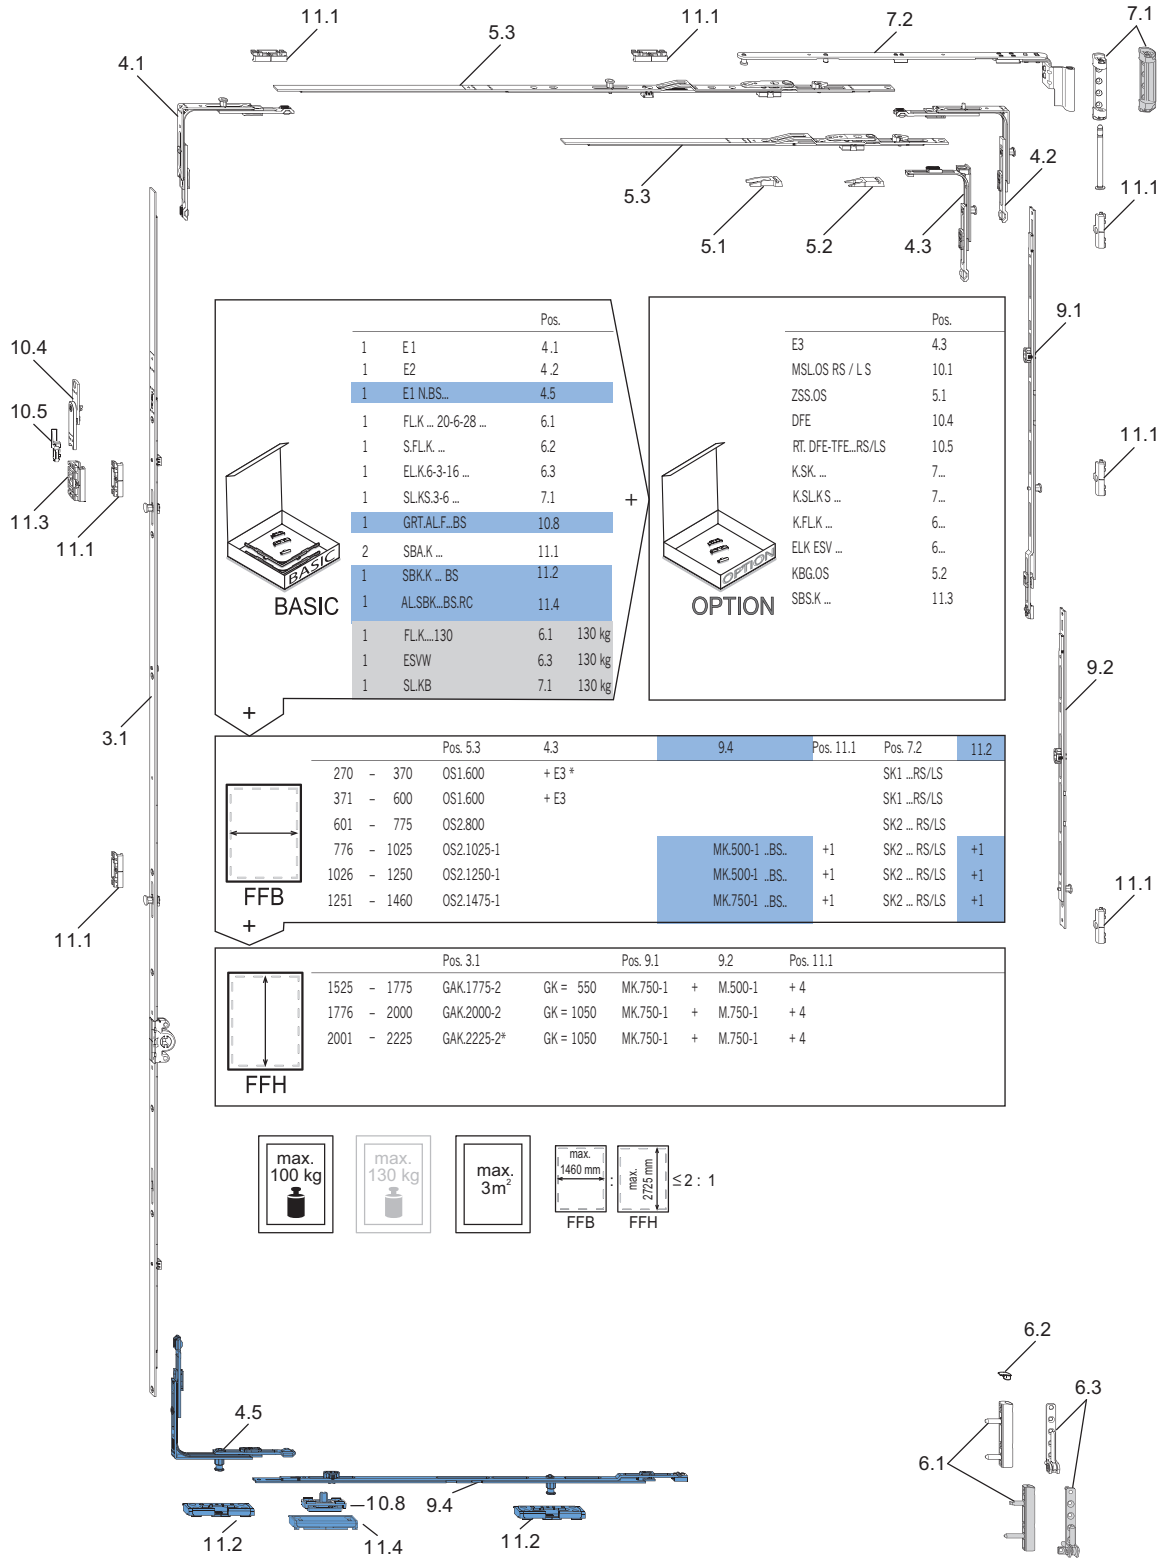 11.1
11.1
7.2
7.1
5.3
4.1
4.2
5.3
11.1
5.1
5.2
4.3
9.1
10.4
10.5
11.3
11.1
11.1
9.2
3.1
11.1
11.1
Pos.
1 E1 4.1
1 E2 4.2
1 E1 N.BS... 4.5
1 FL.K ... 20-6-28 ... 6.1
1 S.FL.K. ... 6.2
1 EL.K.6-3-16 ... 6.3
1 SL.KS.3-6 ... 7.1
1 GRT.AL.F...BS 10.8
2 SBA.K ... 11.1
1 SBK.K ... BS 11.2
1 AL.SBK...BS.RC 11.4
1 FL.K....130 6.1 130 kg
1 ESVW 6.3 130 kg
1 SL.KB 7.1 130 kg
BASIC
BASIC
+
+
Pos.
E3 4.3
MSL.OS RS / LS 10.1
ZSS.OS 5.1
DFE 10.4
RT. DFE-TFE...RS/LS 10.5
K.SK. ... 7...
K.SL.KS ... 7...
K.FL.K ... 6...
ELK ESV ... 6...
KBG.OS 5.2
SBS.K ... 11.3
OPTION
OPTION
Pos. 5.3 4.3 9.4 Pos. 11.1 Pos. 7.2 11.2
270 – 370 OS1.600 + E3 * SK1 ...RS/LS
371 – 600 OS1.600 + E3 SK1 ...RS/LS
601 – 775 OS2.800 SK2 ... RS/LS
776 – 1025 OS2.1025-1 MK.500-1 ..BS.. +1 SK2 ... RS/LS +1
1026 – 1250 OS2.1250-1 MK.500-1 ..BS.. +1 SK2 ... RS/LS +1
1251 – 1460 OS2.1475-1 MK.750-1 ..BS.. +1 SK2 ... RS/LS +1
FFB
+
Pos. 3.1 Pos. 9.1 9.2 Pos. 11.1
1525 – 1775 GAK.1775-2 GK = 550 MK.750-1 + M.500-1 + 4
1776 – 2000 GAK.2000-2 GK = 1050 MK.750-1 + M.750-1 + 4
2001 – 2225 GAK.2225-2* GK = 1050 MK.750-1 + M.750-1 + 4
FFH
max.
100 kg
max.
130 kg
max.
3m²
max.
1460 mm
FFB
:
max.
2725 mm
FFH
≤ 2 : 1
4.5
10.8
9.4
11.2
11.4
11.2
6.2
6.3
6.1